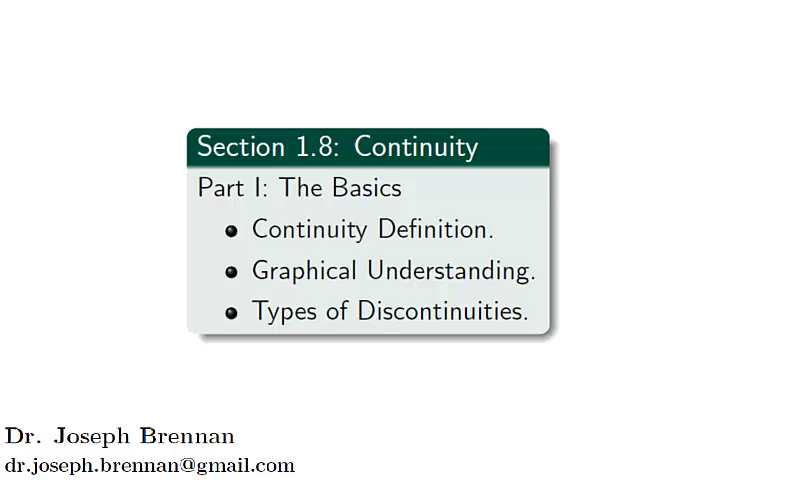 Section 1.8: Continuity
Part I: The Basics
Continuity Definition.
Graphical Understanding.
Types of Discontinuities.
Dr. Joseph Brennan
dr.joseph.brennan@gmail.com